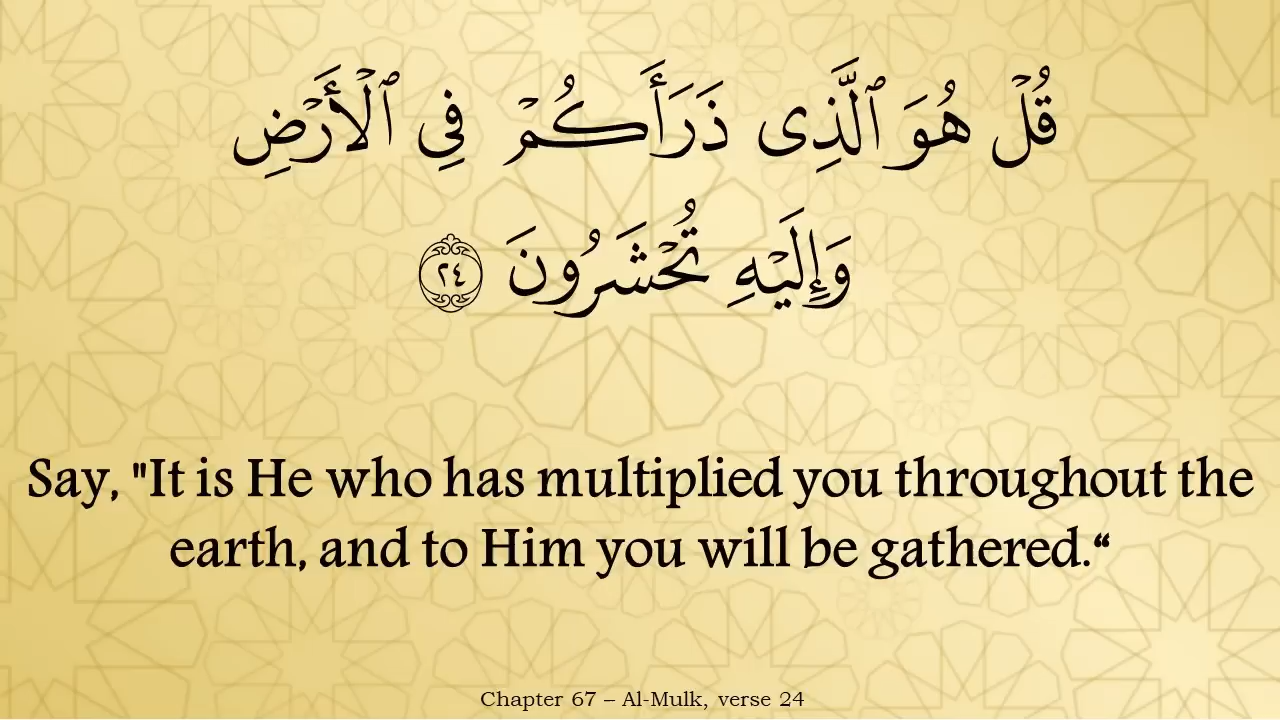 قُلْ هُوَ ٱلَّذِى ذَرَأَكُمْ فِى ٱلْأَرْضِ
وَإِلَيْهِ تُحْشَرُونَ ٢٤
Say, "It is He who has multiplied you throughout the
earth, and to Him you will be gathered.“
Chapter 67 – Al-Mulk, verse 24